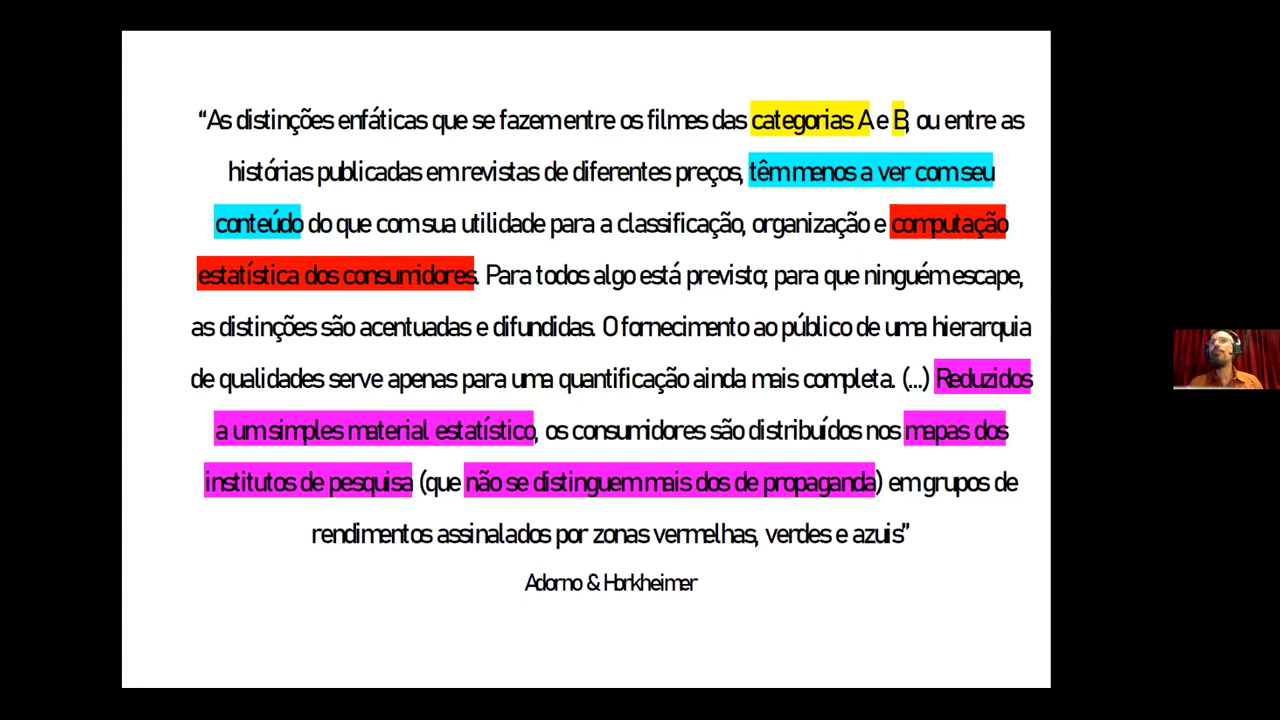 “As distinções enfáticas que se fazem entre os filmes das categorias A e B, ou entre as
histórias publicadas em revistas de diferentes preços, têm menos a ver com seu
conteúdo do que com sua utilidade para a classificação, organização e computação
estatística dos consumidores. Para todos algo está previsto; para que ninguém escape,
as distinções são acentuadas e difundidas. O fornecimento ao público de uma hierarquia
de qualidades serve apenas para uma quantificação ainda mais completa. (...) Reduzidos
a um simples material estatístico, os consumidores são distribuídos nos mapas dos
institutos de pesquisa (que não se distinguem mais dos de propaganda) em grupos de
rendimentos assinalados por zonas vermelhas, verdes e azuis”
Adorno & Horkheimer